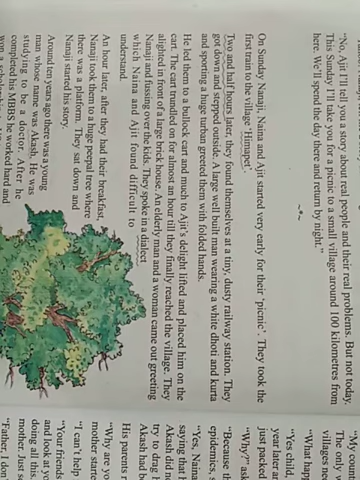 "No, Ajit I'll tell you a story about real people and their real problems. But not today.
This Sunday I'll take you for a picnic to a small village around 100 kilometres from
here. We'll spend the day there and return by night."
On Sunday Nanaji, Naina and Ajit started very early for their 'picnic'. They took the
first train to the village 'Himapet'.
Two and half hours later, they found themselves at a tiny, dusty railway station. They
got down and stepped outside. A large well built man wearing a white dhoti and kurta
and sporting a huge turban greeted them with folded hands.
He led them to a bullock cart and much to Ajit's delight lifted and placed him on the
cart. The cart trundled on for almost an hour till they finally reached the village. They
alighted in front of a large brick house. An elderly man and a woman came out greeting
Nanaji and fussing over the kids. They spoke in a dialect
which Naina and Ajit found difficult to
understand.
An hour later, after they had their breakfast,
Nanaji took them to a huge peepal tree where
there was a platform. They sat down and
Nanaji started his story.
Around ten years ago there was a young
man whose name was Akash. He was
studying to be a doctor. After he
completed his MBBS he worked hard and
won a
"My
The only
villages
"What
"Yes child,
year later
just packed
"Why?"
"Because
epidemics,
"Yes, Naina
saying that
Akash did
try to drag
Akash had
His parents
"Why are
mother
"I can't help
"Your friends
and look at
doing all this
mother. Just
"Father, I